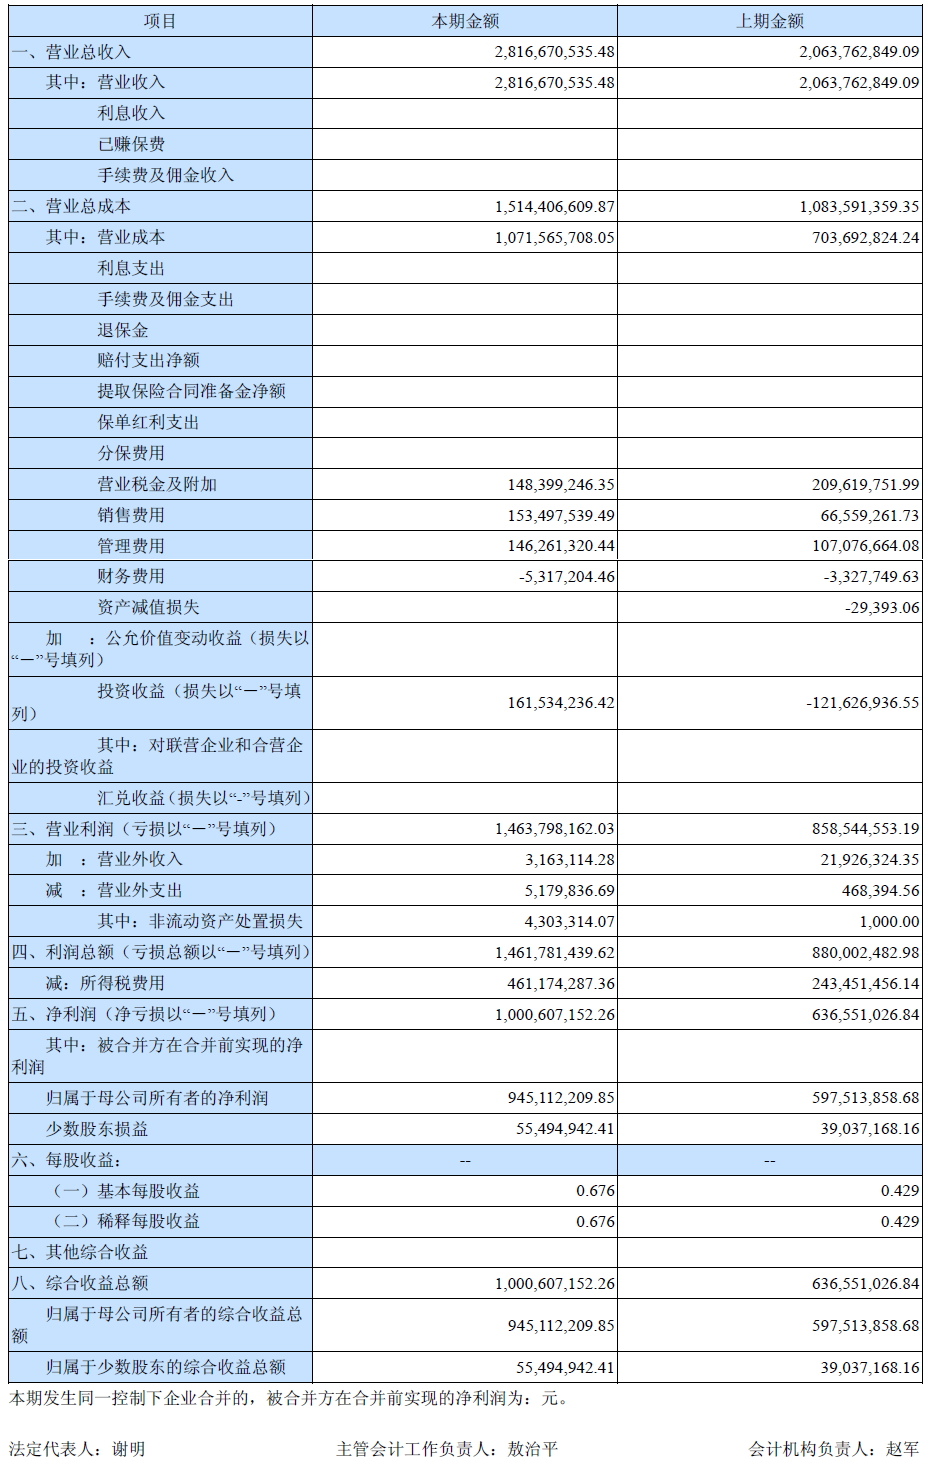 项目 本期金额 上期金额
一、营业总收入 2,816,670,535.48 2,063,762,849.09
其中：营业收入 2,816,670,535.48 2,063,762,849.09
利息收入
已赚保费
手续费及佣金收入
二、营业总成本 1,514,406,609.87 1,083,591,359.35
其中：营业成本 1,071,565,708.05 703,692,824.24
利息支出
手续费及佣金支出
退保金
赔付支出净额
提取保险合同准备金净额
保单红利支出
分保费用
营业税金及附加 148,399,246.35 209,619,751.99
销售费用 153,497,539.49 66,559,261.73
管理费用 146,261,320.44 107,076,664.08
财务费用 -5,317,204.46 -3,327,749.63
资产减值损失 -29,393.06
加 ：公允价值变动收益（损失以
“－”号填列）
投资收益（损失以“－”号填
列） 161,534,236.42 -121,626,936.55
其中：对联营企业和合营企
业的投资收益
汇兑收益（损失以“-”号填列）
三、营业利润（亏损以“－”号填列） 1,463,798,162.03 858,544,553.19
加 ：营业外收入 3,163,114.28 21,926,324.35
减 ：营业外支出 5,179,836.69 468,394.56
其中：非流动资产处置损失 4,303,314.07 1,000.00
四、利润总额（亏损总额以“－”号填列） 1,461,781,439.62 880,002,482.98
减：所得税费用 461,174,287.36 243,451,456.14
五、净利润（净亏损以“－”号填列） 1,000,607,152.26 636,551,026.84
其中：被合并方在合并前实现的净
利润
归属于母公司所有者的净利润 945,112,209.85 597,513,858.68
少数股东损益 55,494,942.41 39,037,168.16
六、每股收益： -- --
（一）基本每股收益 0.676 0.429
（二）稀释每股收益 0.676 0.429
七、其他综合收益
八、综合收益总额 1,000,607,152.26 636,551,026.84
归属于母公司所有者的综合收益总
额 945,112,209.85 597,513,858.68
归属于少数股东的综合收益总额 55,494,942.41 39,037,168.16
本期发生同一控制下企业合并的，被合并方在合并前实现的净利润为：元。
法定代表人：谢明 主管会计工作负责人：敖治平 会计机构负责人：赵军